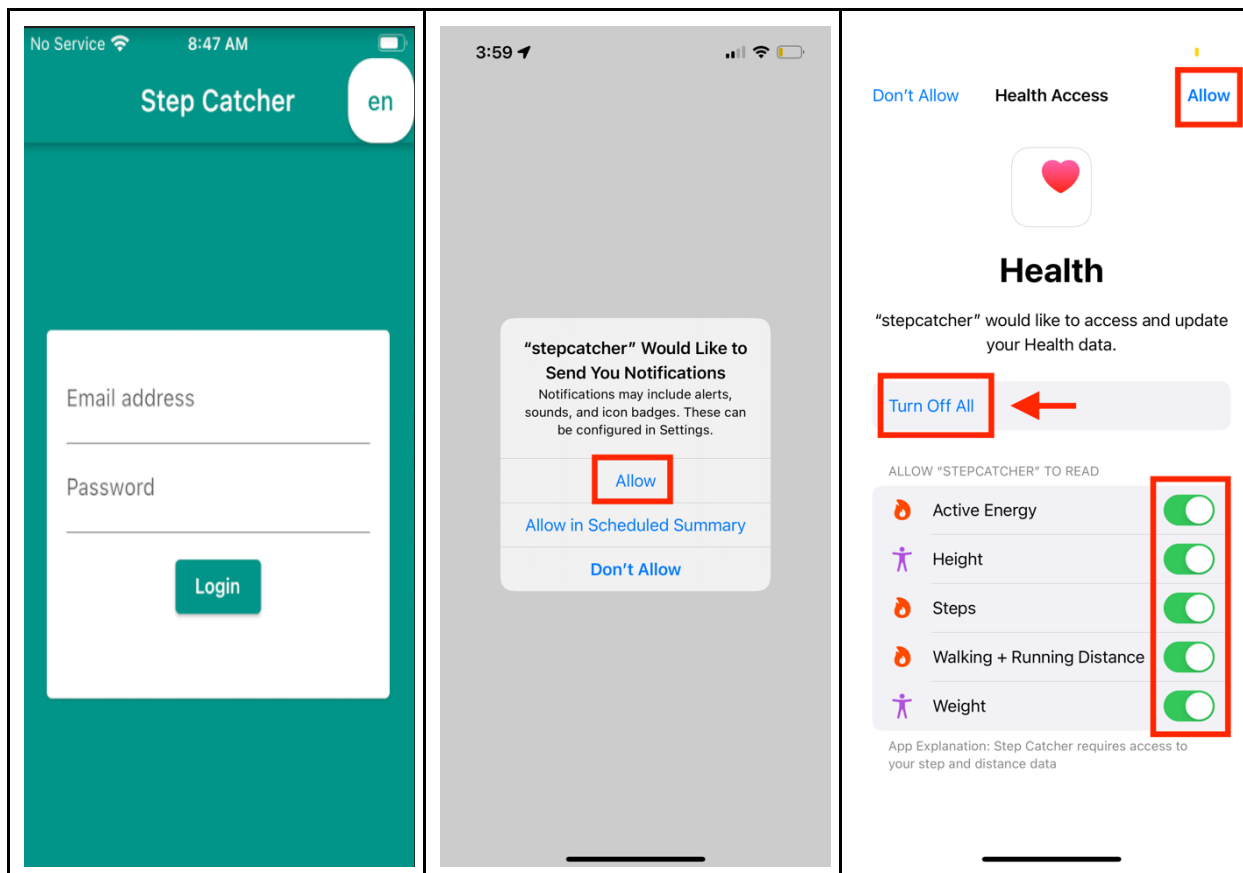 No Service 8:47 AM
Step Catcher en
Email address
Password
Login
3:59
"stepcatcher" Would Like to
Send You Notifications
Notifications may include alerts,
sounds, and icon badges. These can
be configured in Settings.
Allow
Allow in Scheduled Summary
Don't Allow
Don't Allow Health Access Allow
Health
"stepcatcher" would like to access and update
your Health data.
Turn Off All
ALLOW "STEPCATCHER" TO READ
Active Energy
Height
Steps
Walking + Running Distance
Weight
App Explanation: Step Catcher requires access to
your step and distance data